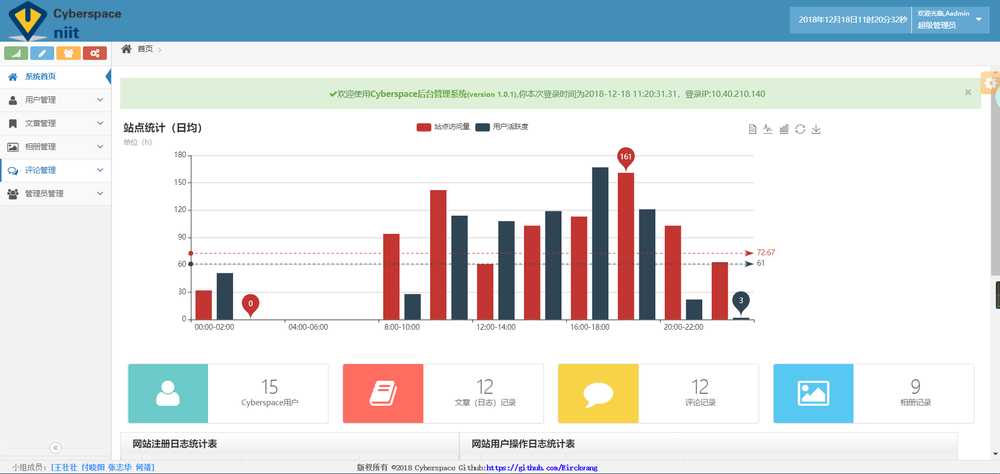 Cyberspace
niit
2018年12月18日11时20分32秒
欢迎光临,Aadmin
超级管理员
首页
系统首页
用户管理
文章管理
相册管理
评论管理
管理员管理
欢迎使用Cyberspace后台管理系统(version 1.0.1),你本次登录时间为2018-12-18 11:20:31.31，登录IP:10.40.210.140
×
站点统计（日均）
单位（h）
站点访问量 用户活跃度
180
150
120
90
60
30
0
161
0
3
72.67
61
00:00-02:00 04:00-06:00 8:00-10:00 12:00-14:00 16:00-18:00 20:00-22:00
15
Cyberspace用户
12
文章（日志）记录
12
评论记录
9
相册记录
网站注册日志统计表
网站用户操作日志统计表
小组成员：[王壮壮 付晓阳 张志华 何靖]
版权所有 ©2018 Cyberspace Github:https://github.com/Eirckwang